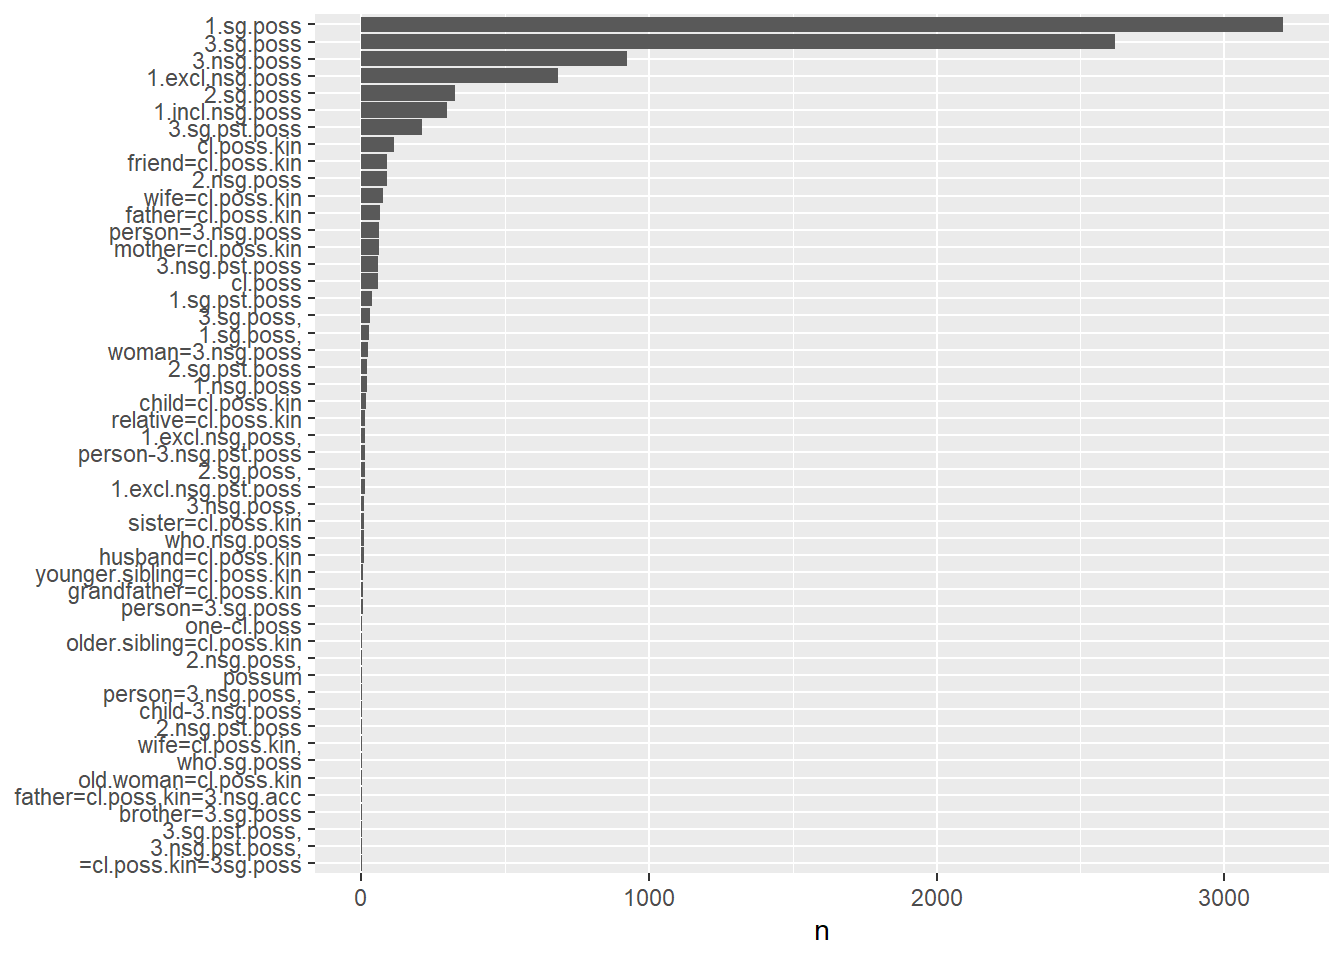 1.sg.poss
3.sg.poss
3.nsg.poss
1.excl.nsg.poss
2.sg.poss
1.incl.nsg.poss
3.sg.pst.poss
cl.poss.kin
friend=cl.poss.kin
2.nsg.poss
wife=cl.poss.kin
father=cl.poss.kin
person=3.nsg.poss
mother=cl.poss.kin
3.nsg.pst.poss
cl.poss
1.sg.pst.poss
3.sg.poss,
1.sg.poss,
woman=3.nsg.poss
2.sg.pst.poss
1.nsg.poss
child=cl.poss.kin
relative=cl.poss.kin
1.excl.nsg.poss,
person-3.nsg.pst.poss
2.sg.poss,
1.excl.nsg.pst.poss
3.nsg.poss,
sister=cl.poss.kin
who.nsg.poss
husband=cl.poss.kin
younger.sibling=cl.poss.kin
grandfather=cl.poss.kin
person=3.sg.poss
one-cl.poss
older.sibling=cl.poss.kin
2.nsg.poss,
possum
person=3.nsg.poss,
child-3.nsg.poss
2.nsg.pst.poss
wife=cl.poss.kin,
who.sg.poss
old.woman=cl.poss.kin
father=cl.poss.kin=3.nsg.acc
brother=3.sg.poss
3.sg.pst.poss,
3.nsg.pst.poss,
=cl.poss.kin=3sg.poss
0 1000 2000 3000
n